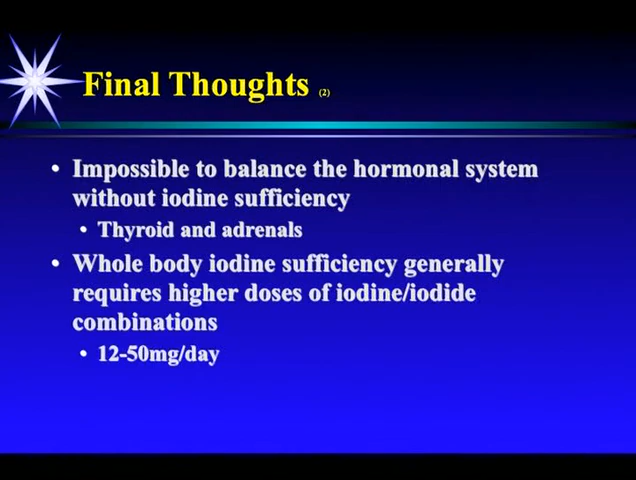 Final Thoughts (2)
• Impossible to balance the hormonal system
without iodine sufficiency
• Thyroid and adrenals
• Whole body iodine sufficiency generally
requires higher doses of iodine/iodide
combinations
• 12-50mg/day